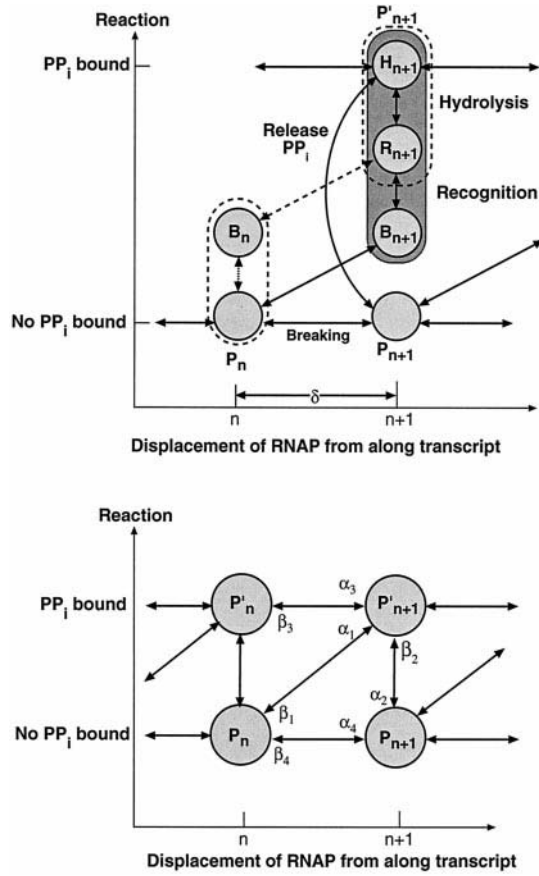 Reaction
P'n+1
PPi bound
Hn+1
Hydrolysis
Release
PPi
Rn+1
Recognition
Bn
Bn+1
No PPi bound
Breaking
Pn
Pn+1
δ
n
n+1
Displacement of RNAP from along transcript
Reaction
PPi bound
P'n
α3
P'n+1
β3
α1
β2
No PPi bound
Pn
β1
α2
Pn+1
β4
α4
n
n+1
Displacement of RNAP from along transcript